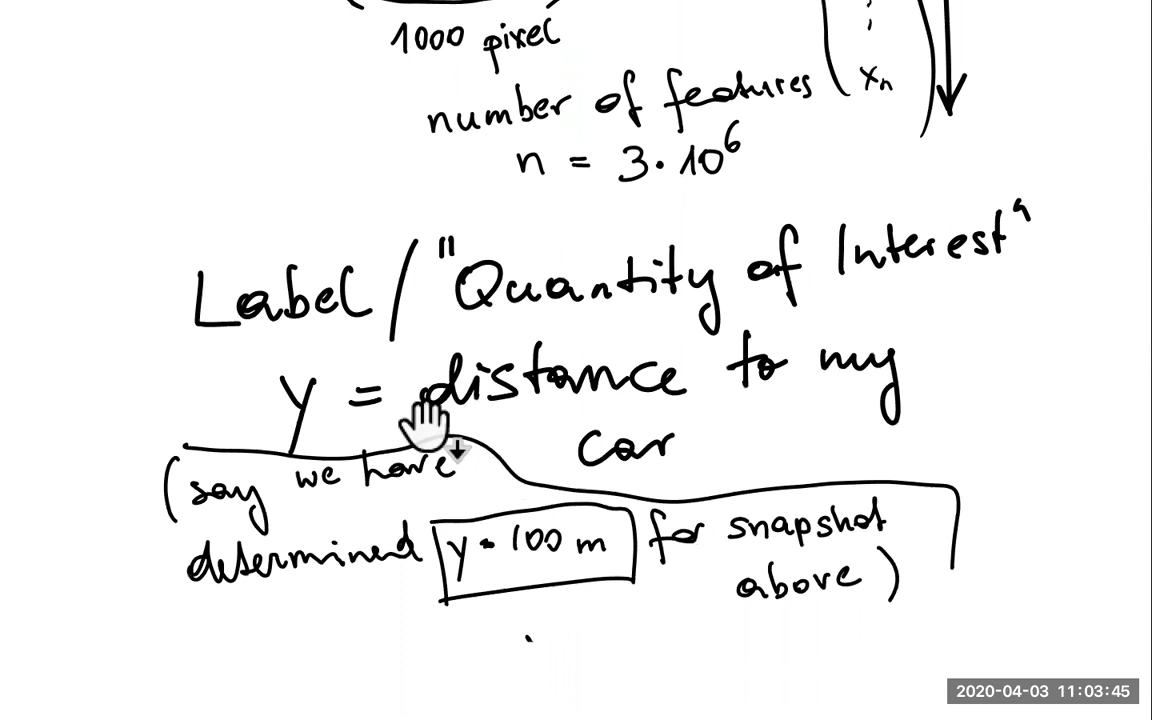 1000 pixel
xn
number of features
n = 3·10⁶
Label / "Quantity of Interest"
y = distance to my
car
(say we have
determined y = 100 m for snapshot
above)
2020-04-03 11:03:45